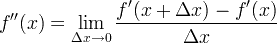 f''(x) = \lim_{\Delta x \to 0} \frac{f'(x + \Delta x) - f'(x)}{\Delta x}